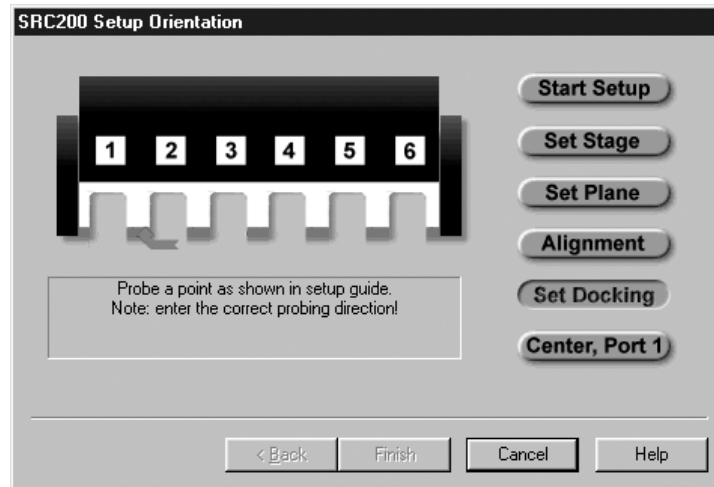 SRC200 Setup Orientation
1 2 3 4 5 6
Start Setup
Set Stage
Set Plane
Alignment
Set Docking
Center, Port 1
Probe a point as shown in setup guide.
Note: enter the correct probing direction!
< Back Finish Cancel Help